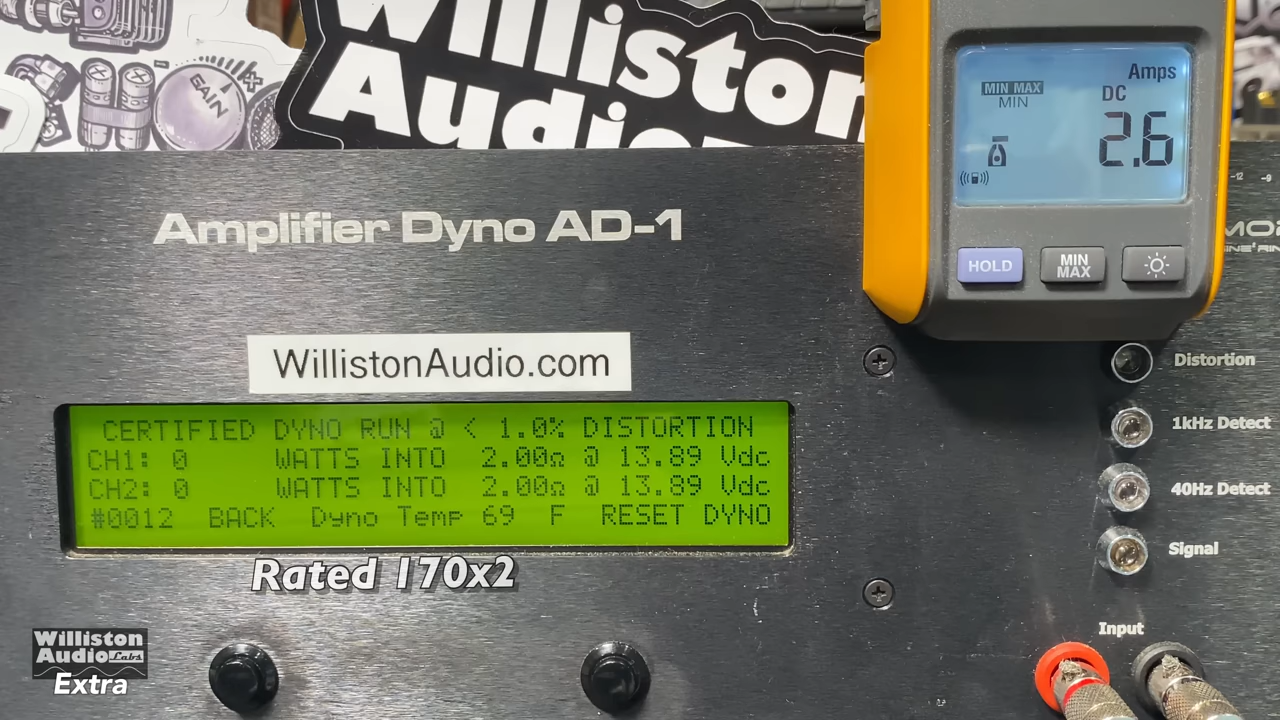 Williston
Audio
GAIN
Amps
MIN MAX
MIN
DC
2.6
-12 -9
HOLD
MIN
MAX
Amplifier Dyno AD-1
WillistonAudio.com
CERTIFIED DYNO RUN @ < 1.0% DISTORTION
CH1: 0 WATTS INTO 2.00Ω @ 13.89 Vdc
CH2: 0 WATTS INTO 2.00Ω @ 13.89 Vdc
#0012 BACK Dyno Temp 69 F RESET DYNO
Rated 170x2
Distortion
1kHz Detect
40Hz Detect
Signal
Input
Williston
Audio Labs
Extra